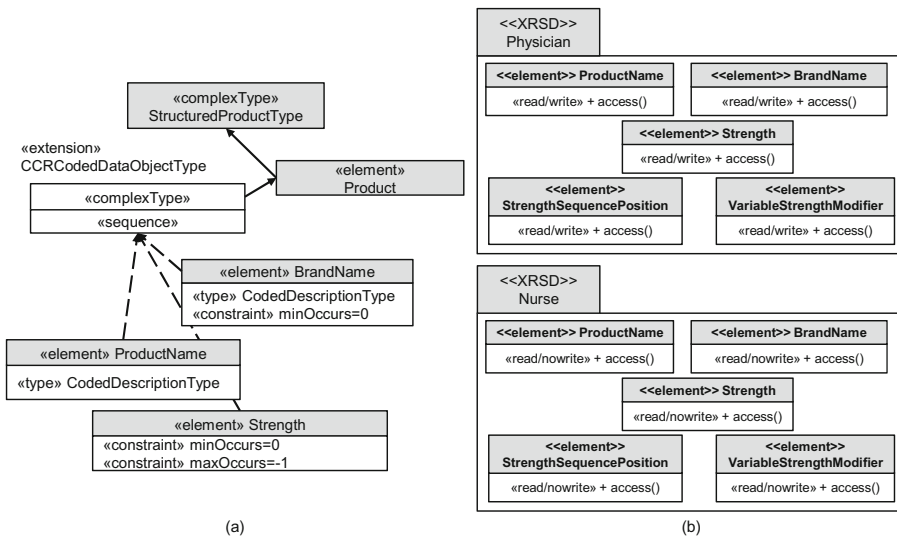 «complexType»
StructuredProductType
«extension»
CCRCodedDataObjectType
«element»
Product
«complexType»
«sequence»
«element» BrandName
«type» CodedDescriptionType
«constraint» minOccurs=0
«element» ProductName
«type» CodedDescriptionType
«element» Strength
«constraint» minOccurs=0
«constraint» maxOccurs=-1
(a)
<<XRSD>>
Physician
<<element>> ProductName
«read/write» + access()
<<element>> BrandName
«read/write» + access()
<<element>> Strength
«read/write» + access()
<<element>>
StrengthSequencePosition
«read/write» + access()
<<element>>
VariableStrengthModifier
«read/write» + access()
<<XRSD>>
Nurse
<<element>> ProductName
«read/nowrite» + access()
<<element>> BrandName
«read/nowrite» + access()
<<element>> Strength
«read/nowrite» + access()
<<element>>
StrengthSequencePosition
«read/nowrite» + access()
<<element>>
VariableStrengthModifier
«read/nowrite» + access()
(b)